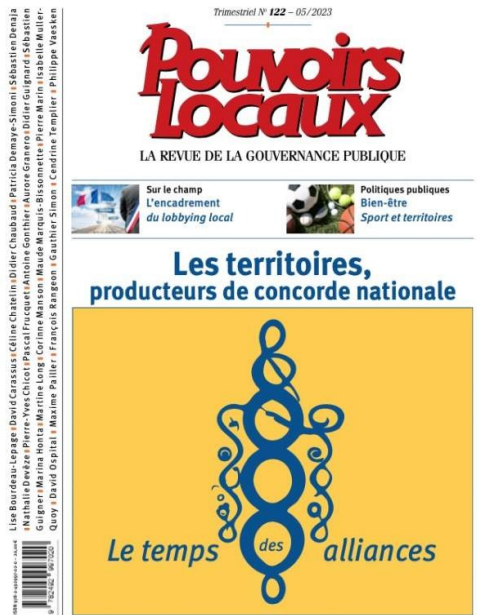 Trimestriel N° 122 – 05/2023
Pouvoirs
Locaux
LA REVUE DE LA GOUVERNANCE PUBLIQUE
Sur le champ
L'encadrement
du lobbying local
Politiques publiques
Bien-être
Sport et territoires
Les territoires,
producteurs de concorde nationale
Le temps des alliances
Lise Bourdeau-Lepage David Carassus Céline Chatelin Didier Chaubaud Patricia Demaye-Simoni Sébastien Denaja
Nathalie Devèze Pierre-Yves Chicot Pascal Frucquet Antoine Gonthier Aurore Granero Didier Guignard Sébastien
Guigner Marina Honta Martine Long Corinne Manson Maude Marquis-Bissonnette Pierre Marin Isabelle Muller-
Quoy David Ospital Maxime Pailler François Rangeon Gauthier Simon Cendrine Templier Philippe Vaesken